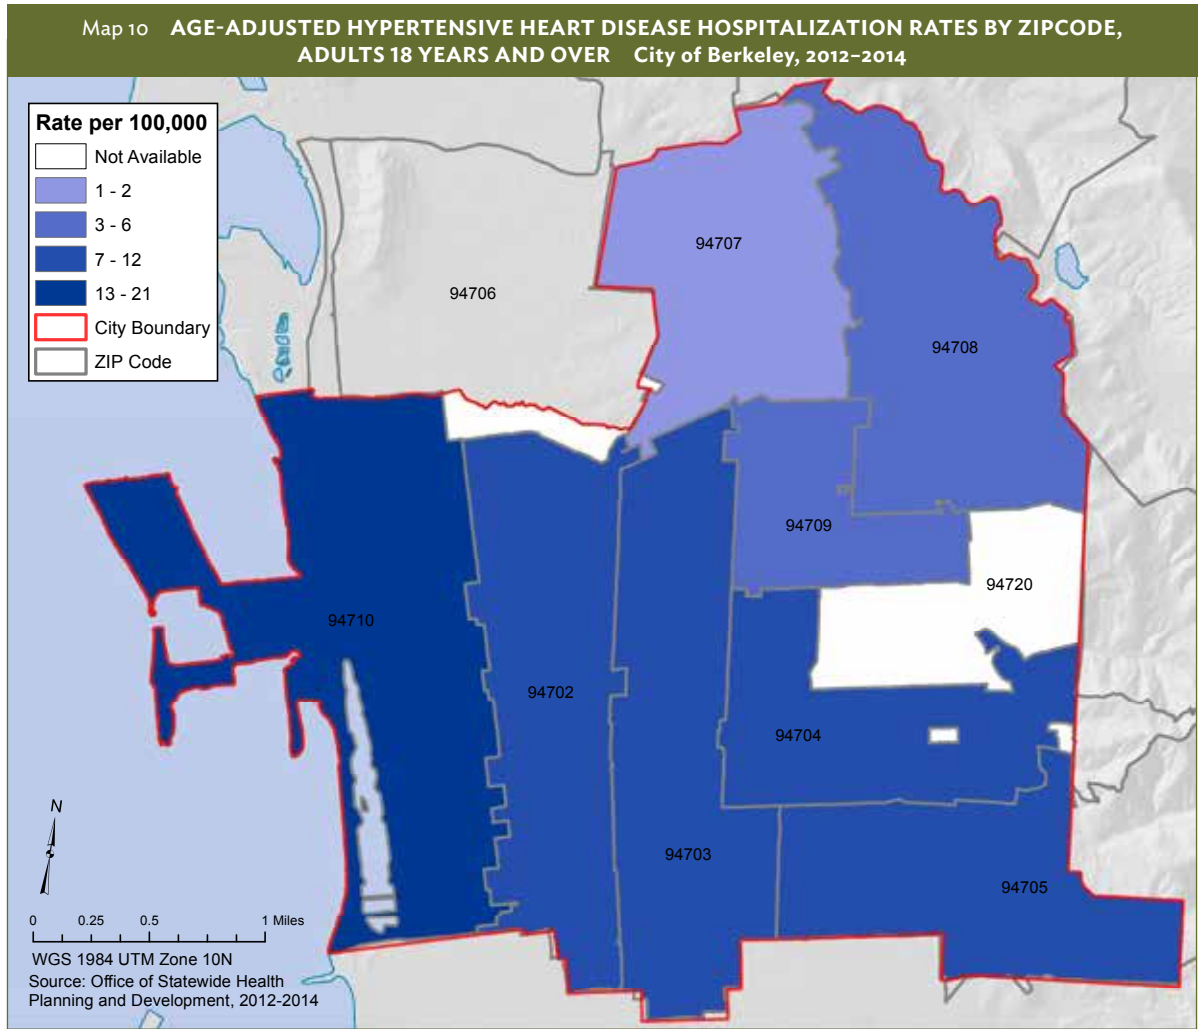 Map 10 AGE-ADJUSTED HYPERTENSIVE HEART DISEASE HOSPITALIZATION RATES BY ZIPCODE,
ADULTS 18 YEARS AND OVER City of Berkeley, 2012–2014
Rate per 100,000
Not Available
1 - 2
3 - 6
7 - 12
13 - 21
City Boundary
ZIP Code
94707
94706
94708
94709
94720
94710
94702
94704
94703
94705
N
0 0.25 0.5 1 Miles
WGS 1984 UTM Zone 10N
Source: Office of Statewide Health
Planning and Development, 2012-2014